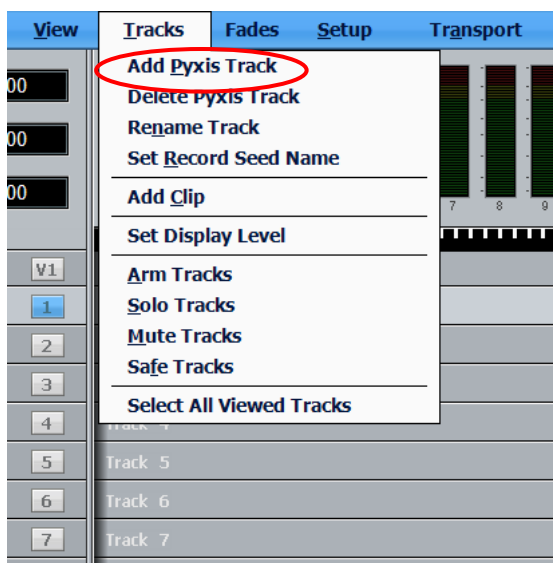 View Tracks Fades Setup Transport
00
Add Pyxis Track
Delete Pyxis Track
00
Rename Track
Set Record Seed Name
00
Add Clip
7 8 9
Set Display Level
V1
Arm Tracks
1
Solo Tracks
2
Mute Tracks
Safe Tracks
3
Select All Viewed Tracks
4 Track 4
5 Track 5
6 Track 6
7 Track 7